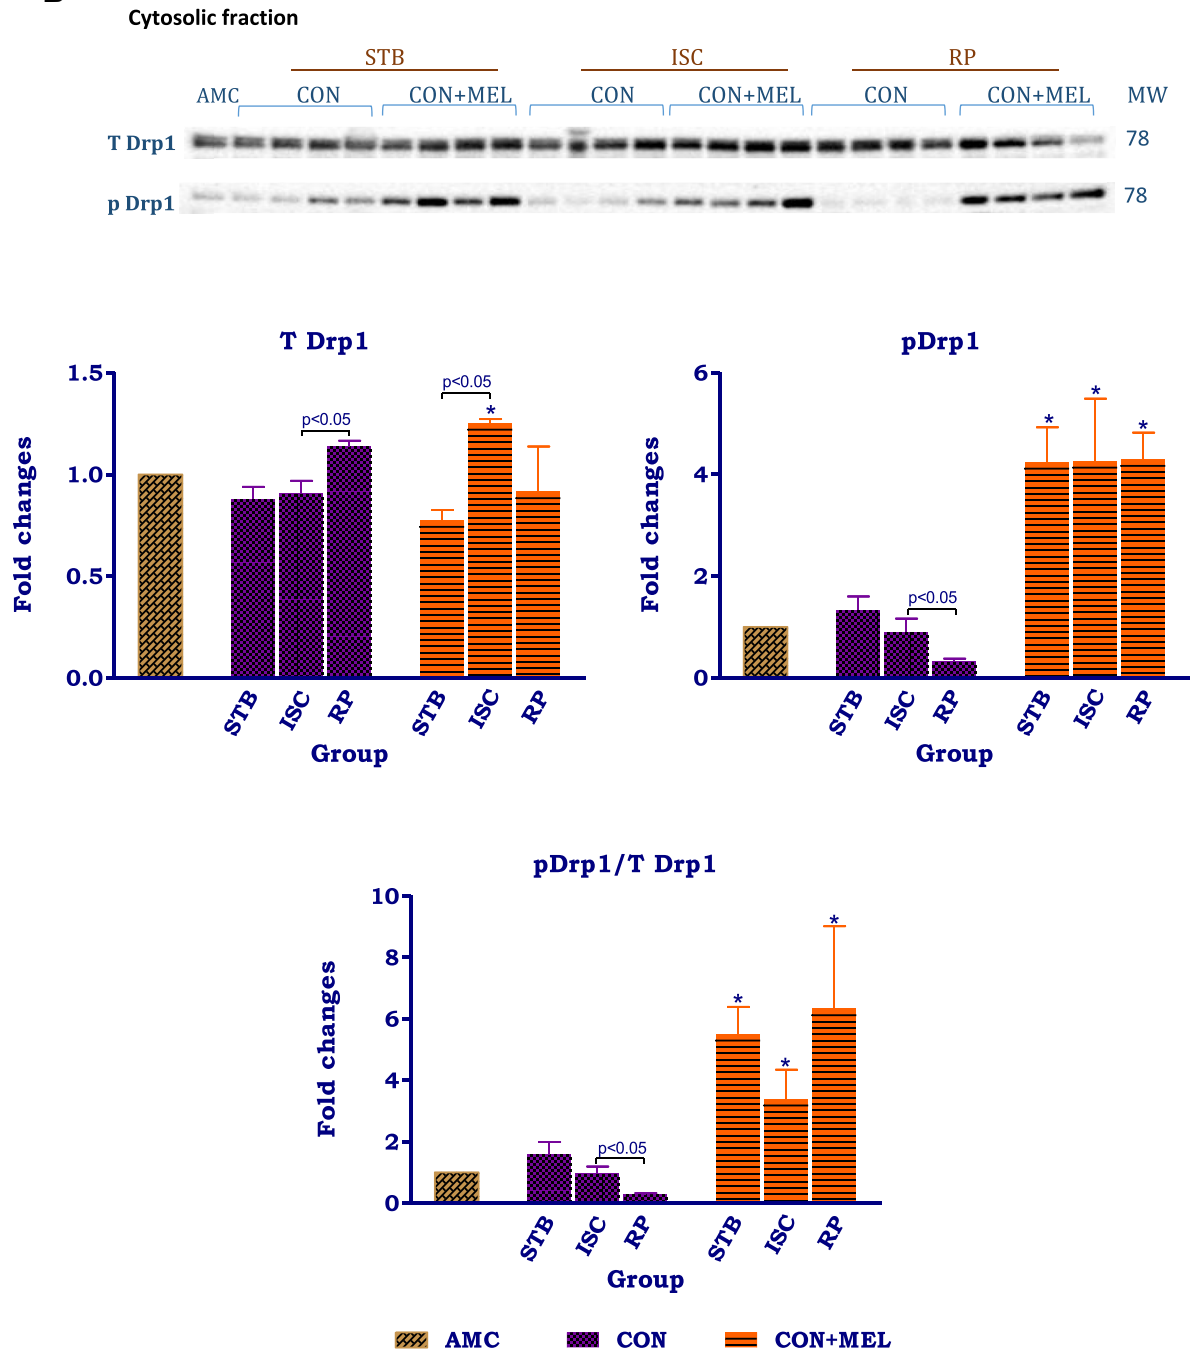 Cytosolic fraction
STB ISC RP
AMC CON CON+MEL CON CON+MEL CON CON+MEL MW
T Drp1 78
p Drp1 78
T Drp1
Fold changes
1.5
1.0
0.5
0.0
p<0.05
p<0.05
*
STB ISC RP STB ISC RP
Group
pDrp1
Fold changes
6
4
2
0
p<0.05
* * *
STB ISC RP STB ISC RP
Group
pDrp1/T Drp1
Fold changes
10
8
6
4
2
0
p<0.05
* * *
STB ISC RP STB ISC RP
Group
AMC CON CON+MEL